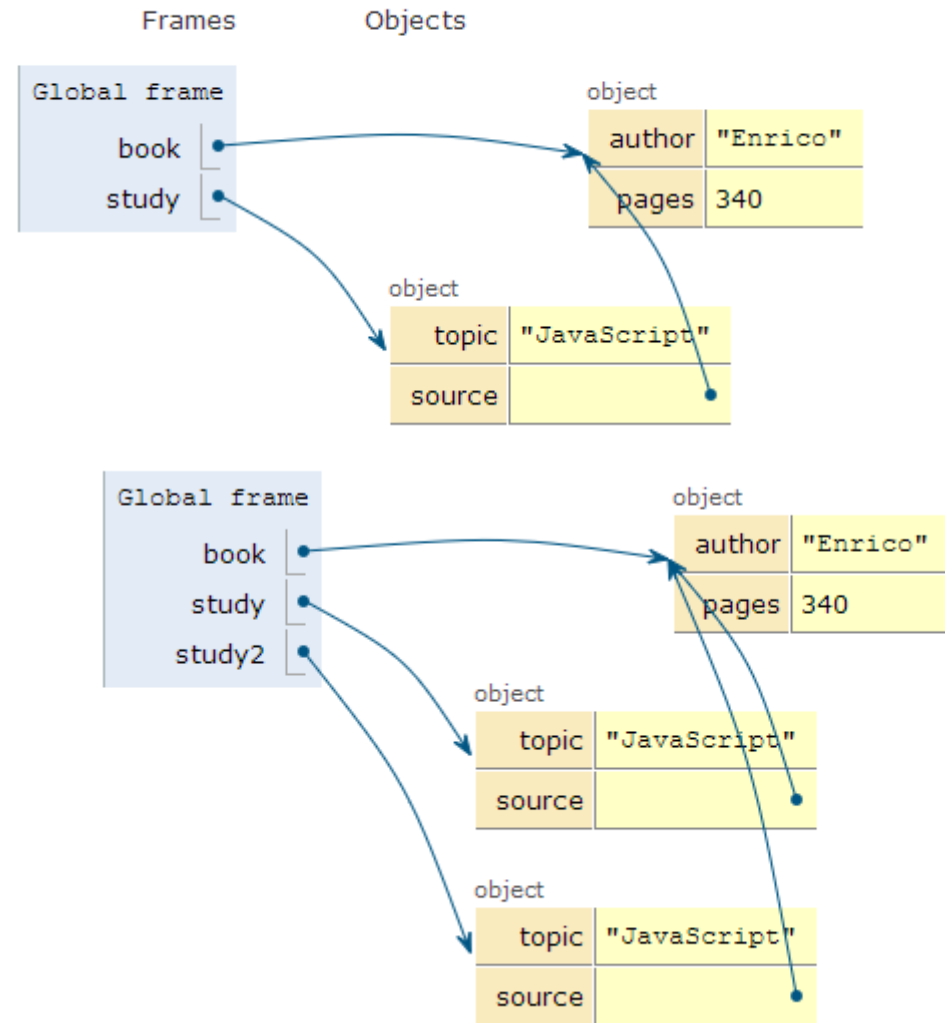 Frames Objects
Global frame
book
study
object
author "Enrico"
pages 340
object
topic "JavaScript"
source
Global frame
book
study
study2
object
author "Enrico"
pages 340
object
topic "JavaScript"
source
object
topic "JavaScript"
source